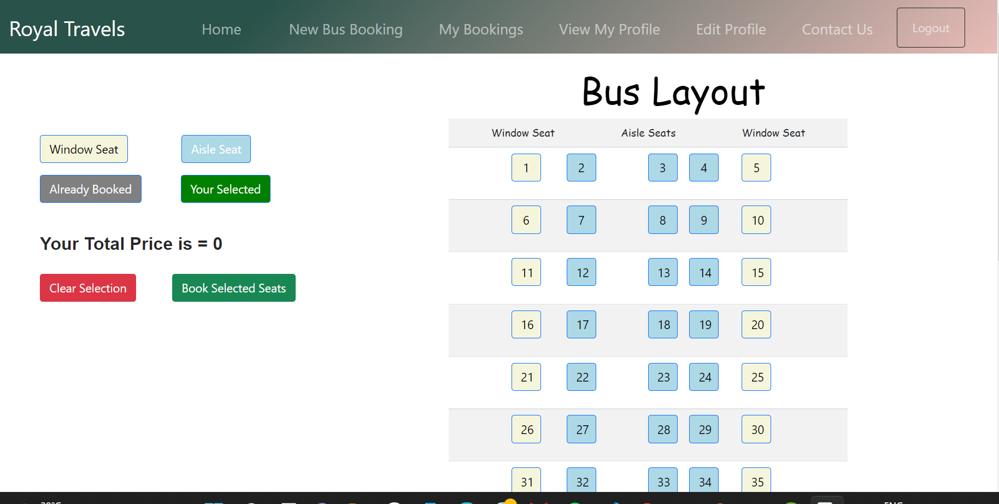 Royal Travels Home New Bus Booking My Bookings View My Profile Edit Profile Contact Us Logout
Bus Layout
Window Seat Aisle Seats Window Seat
Window Seat Aisle Seat
Already Booked Your Selected
Your Total Price is = 0
Clear Selection Book Selected Seats
1 2 3 4 5
6 7 8 9 10
11 12 13 14 15
16 17 18 19 20
21 22 23 24 25
26 27 28 29 30
31 32 33 34 35
ENG